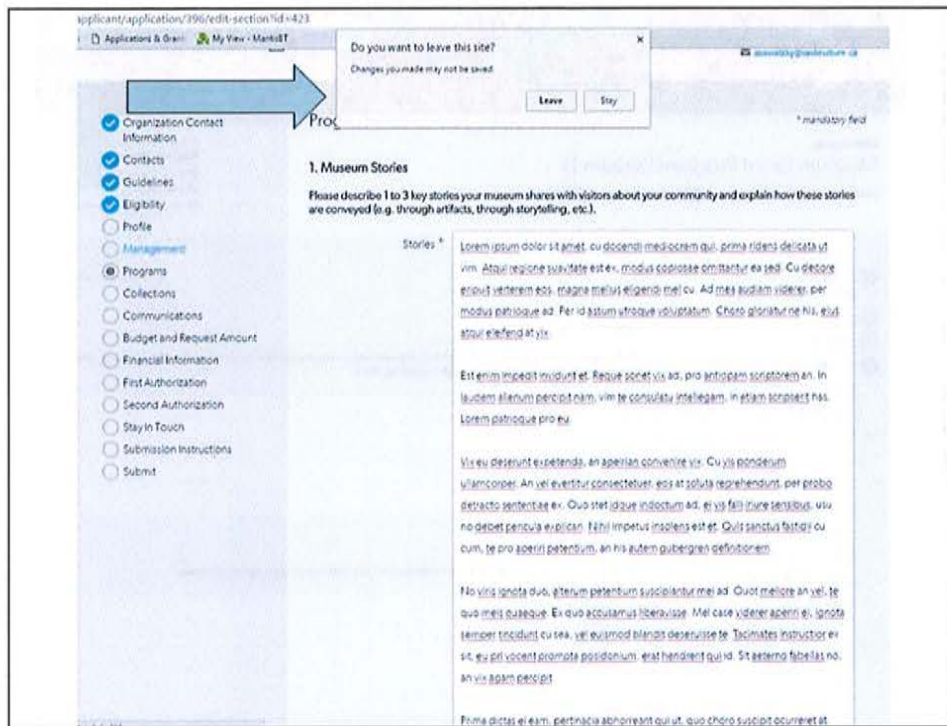 applicant/application/396/edit-section?id=423
Applications & Grant
My View - MantisBT
Do you want to leave this site?
Changes you made may not be saved.
Leave
Stay
* mandatory field
Organization Contact
Information
Contacts
Guidelines
Eligibility
Profile
Management
Programs
Collections
Communications
Budget and Request Amount
Financial Information
First Authorization
Second Authorization
Stay In Touch
Submission Instructions
Submit
1. Museum Stories
Please describe 1 to 3 key stories your museum shares with visitors about your community and explain how these stories
are conveyed (e.g. through artifacts, through storytelling, etc.).
Stories *
Lorem ipsum dolor sit amet, cu docendi mediocrem qui, prima ridens delicata ut
vim. Atqui regione suavitate est ex, modus copiosae omittantur ea sed. Cu detore
eripuit verterem eos, magna melius eligendi mel cu. Ad mea audiam viderer, per
modus patrioque ad. Per id astum utroque voluptatum. Choro gloriatur ne his, eius
atqui eleifend at vix.
Est enim impedit invidunt et. Reque sonet vix ad, pro antiopam scriptorem an. In
laudem alienum percipit nam, vim te consulatu intellegam, in etiam scripserit has.
Lorem patrioque pro eu.
Vix eu deserunt expetenda, an aperirian convenire vix. Cu vis ponderum
ullamcorper. An vel evertitur consectetuer, eos at soluta reprehendunt, per probo
detracto sententiae ex. Quo stet idque indoctum ad, ei vis falli iriure sensibus, usu
no debet pericula explicari. Nihil impetus insolens est et. Quis sanctus fastidii cu
cum, te pro aperiri petentium, an his autem gubergren definitionem.
No viris ignota duo, alterum petentium suscipiantur mel ad. Quot meliore an vel, te
quo meis quaeque. Ex quo accusamus liberavisse. Mel case viderer aperiri ei, ignota
semper tincidunt cu sea, vel euismod blandit deseruisse te. Tacimates instructior ex
sit, eu pri vocent prompta posidonium, erat hendrerit qui id. Sit aeterno fabellas no,
an vix agam percipit.
Prima dictas ei eam, pertinacia abhorreant qui ut, quo choro suscipit ocurreret at